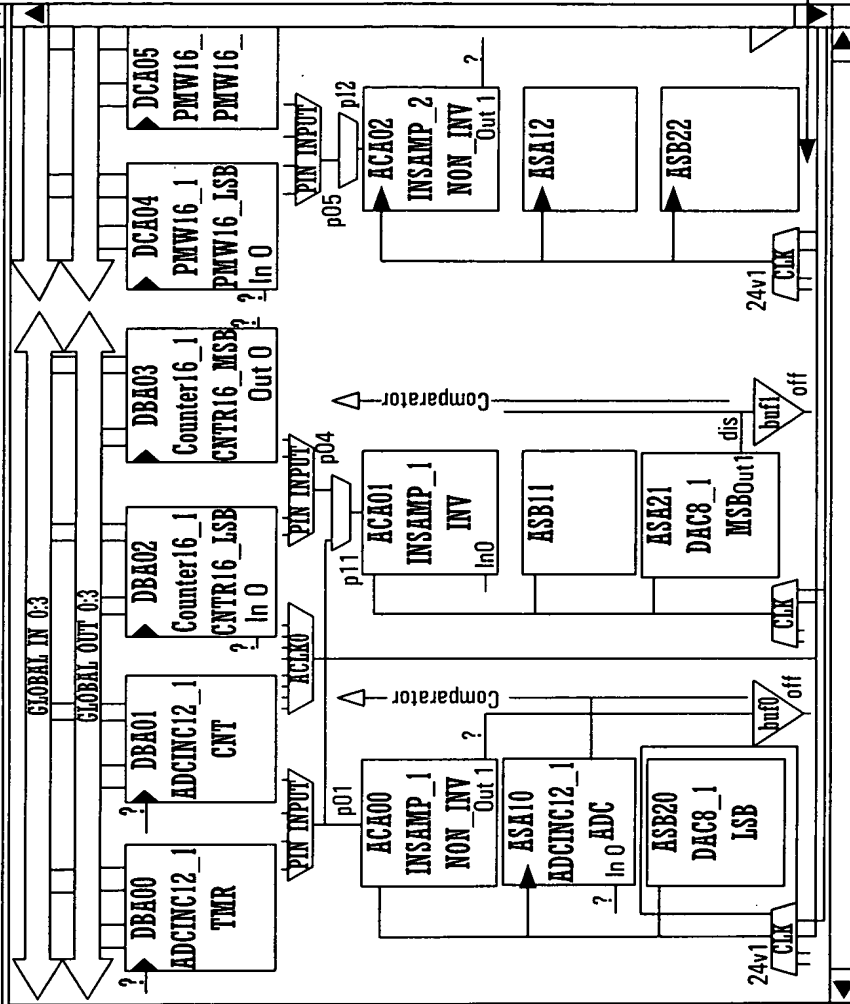 GLOBAL IN 0:3
GLOBAL OUT 0:3
?
DBA00
ADCINC12_1
TMR
?
DBA01
ADCINC12_1
CNT
DBA02
Counter16_1
CNTR16_LSB
In 0
?
DBA03
Counter16_1
CNTR16_MSB
Out 0
?
DCA04
PMW16_1
PMW16_LSB
In 0
?
DCA05
PMW16_
PMW16_
PIN INPUT
p01
ACLK0
PIN INPUT
p04
p11
PIN INPUT
p05
p12
ACA00
INSAMP_1
NON_INV
Out 1
?
ACA01
INSAMP_1
INV
In0
ACA02
INSAMP_2
NON_INV
Out 1
?
Comparator
Comparator
ASA10
ADCINC12_1
ADC
In 0
?
ASB11
ASA12
ASB20
DAC8_1
LSB
ASA21
DAC8_1
MSB
Out1
dis
ASB22
buf0
off
buf1
off
24v1
CLK
CLK
24v1
CLK